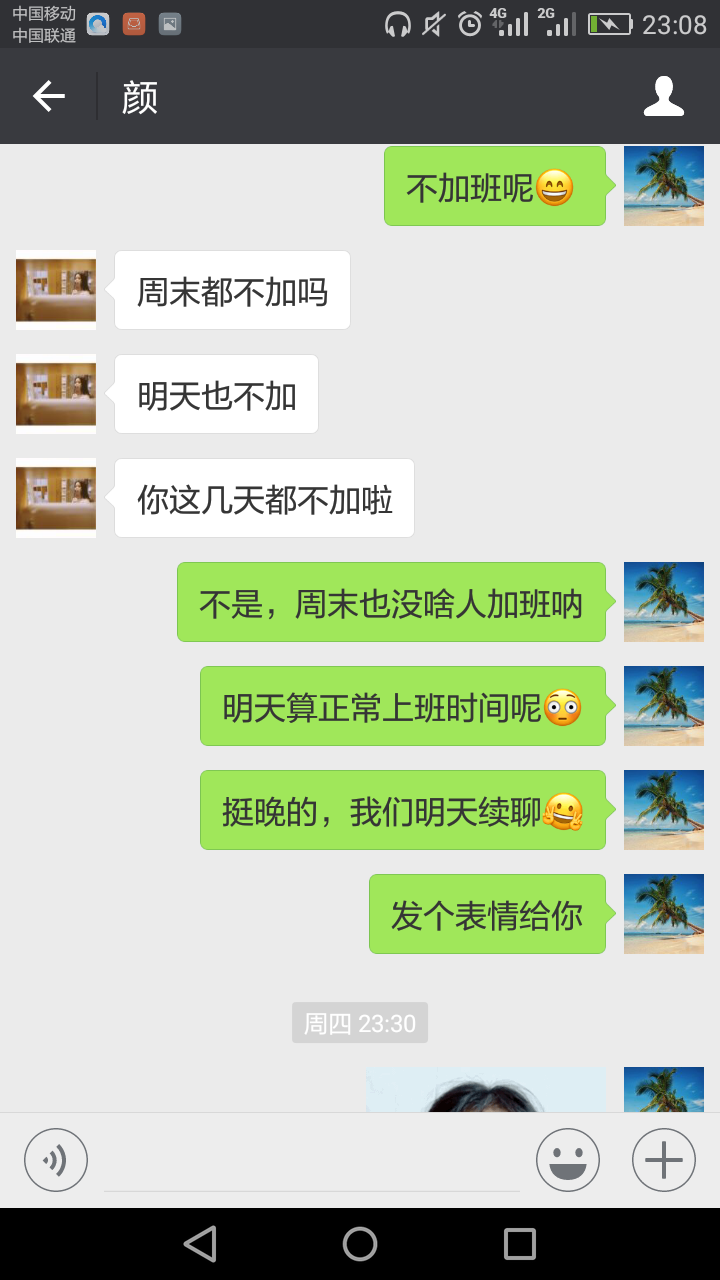 中国移动
中国联通
4G
2G
23:08
颜
不加班呢😄
周末都不加吗
明天也不加
你这几天都不加啦
不是，周末也没啥人加班呐
明天算正常上班时间呢😳
挺晚的，我们明天续聊🤗
发个表情给你
周四 23:30